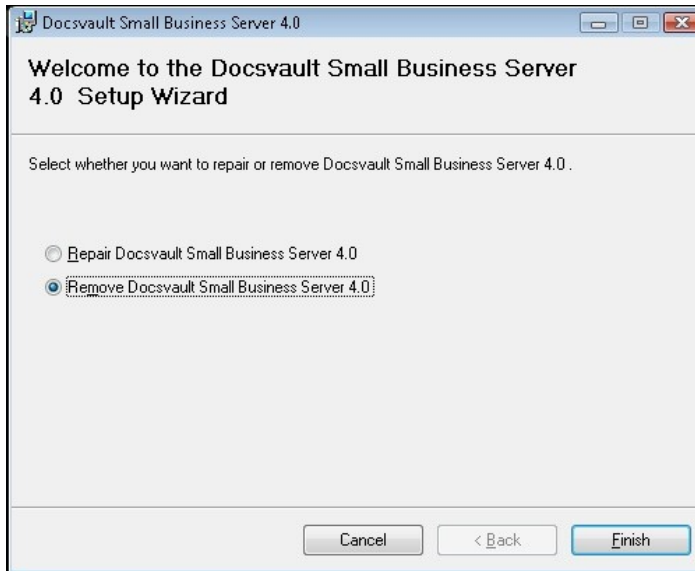 Docsvault Small Business Server 4.0
Welcome to the Docsvault Small Business Server
4.0 Setup Wizard
Select whether you want to repair or remove Docsvault Small Business Server 4.0 .
Repair Docsvault Small Business Server 4.0
Remove Docsvault Small Business Server 4.0
Cancel
< Back
Finish